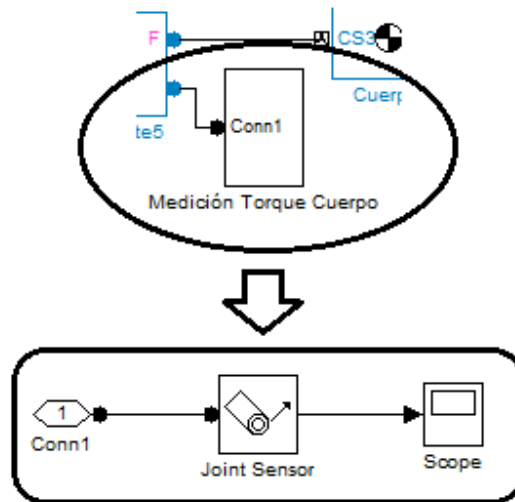 F
CS3
Cuerp
te5
Conn1
Medición Torque Cuerpo
1
Conn1
Joint Sensor
Scope